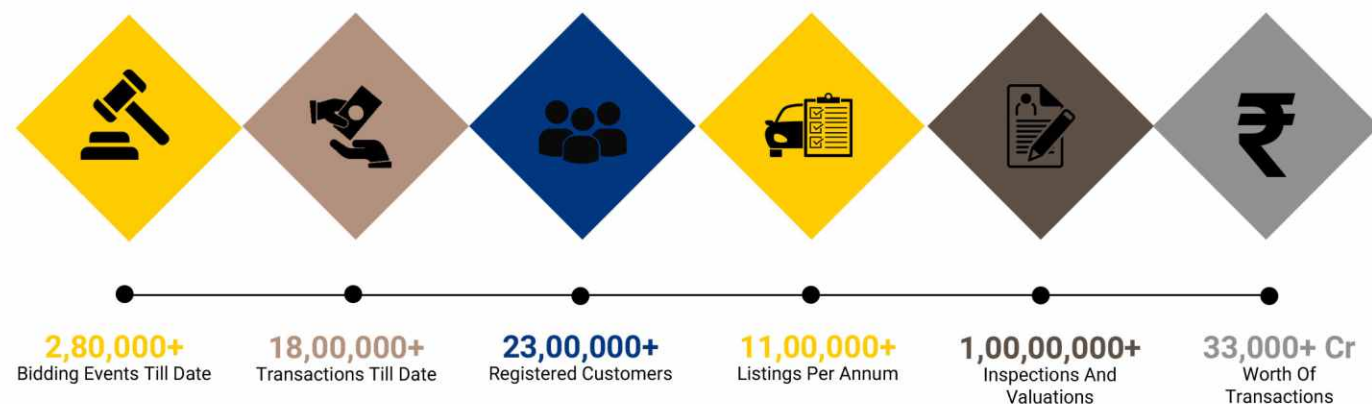 2,80,000+
Bidding Events Till Date
18,00,000+
Transactions Till Date
23,00,000+
Registered Customers
11,00,000+
Listings Per Annum
1,00,00,000+
Inspections And
Valuations
33,000+ Cr
Worth Of
Transactions